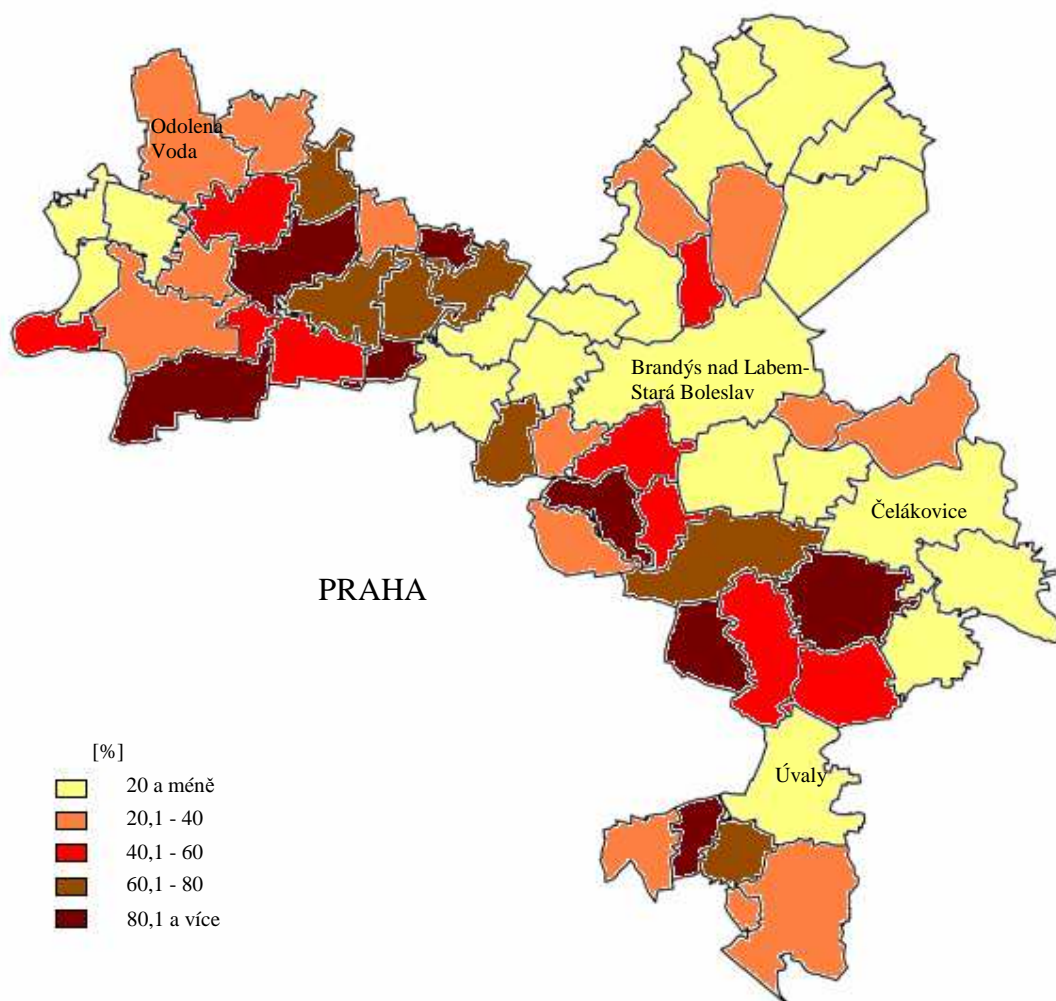 Odolena
Voda
Brandýs nad Labem-
Stará Boleslav
Čelákovice
PRAHA
Úvaly
[%]
20 a méně
20,1 - 40
40,1 - 60
60,1 - 80
80,1 a více